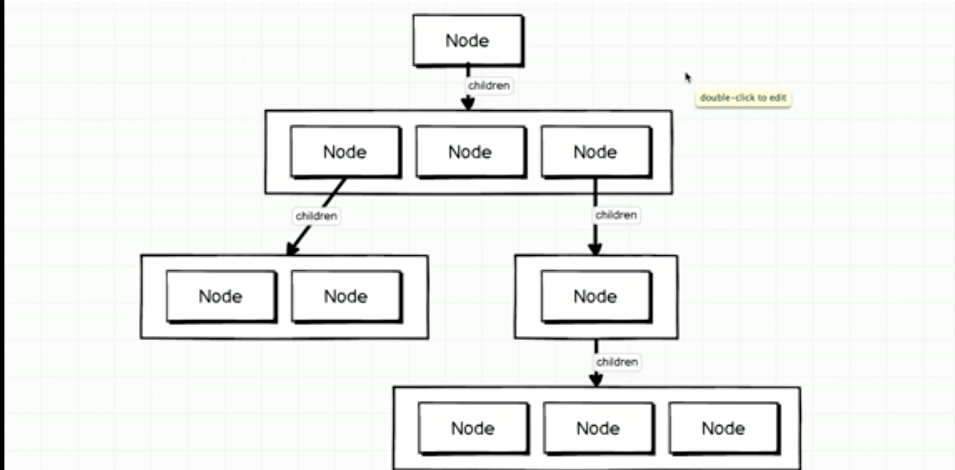 Node
children
double-click to edit
Node Node Node
children children
Node Node Node
children
Node Node Node